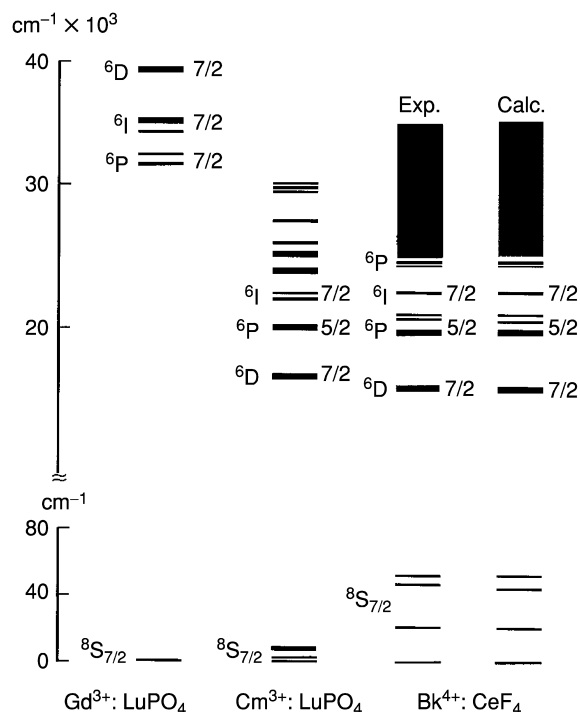 cm⁻¹ × 10³
40
⁶D 7/2
Exp. Calc.
⁶I 7/2
⁶P 7/2
30
⁶P
⁶I 7/2 ⁶I 7/2 7/2
20 ⁶P 5/2 ⁶P 5/2 5/2
⁶D 7/2 ⁶D 7/2 7/2
≈
cm⁻¹
80
40 ⁸S₇/₂
⁸S₇/₂ ⁸S₇/₂
0
Gd³⁺: LuPO₄ Cm³⁺: LuPO₄ Bk⁴⁺: CeF₄